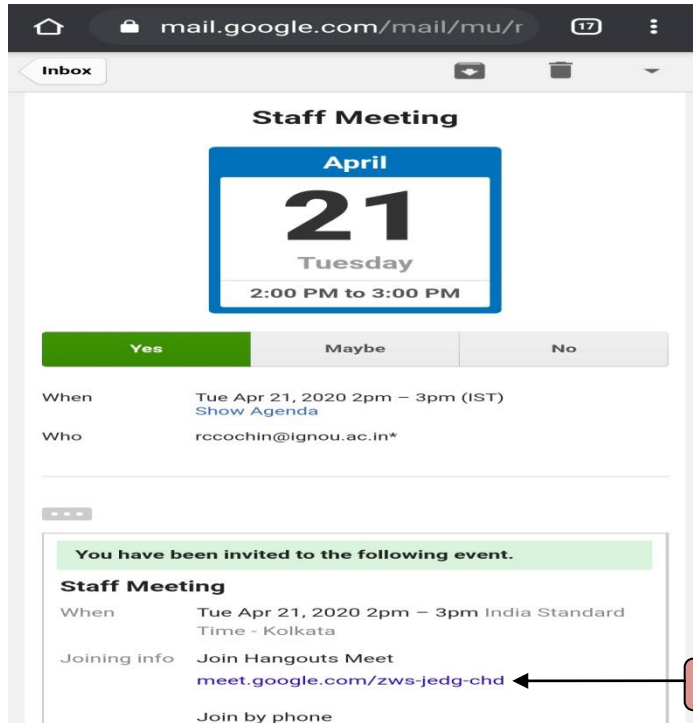 mail.google.com/mail/mu/r
17
Inbox
Staff Meeting
April
21
Tuesday
2:00 PM to 3:00 PM
Yes Maybe No
When Tue Apr 21, 2020 2pm – 3pm (IST)
Show Agenda
Who rccochin@ignou.ac.in*
You have been invited to the following event.
Staff Meeting
When Tue Apr 21, 2020 2pm – 3pm India Standard
Time - Kolkata
Joining info Join Hangouts Meet
meet.google.com/zws-jedg-chd
Join by phone